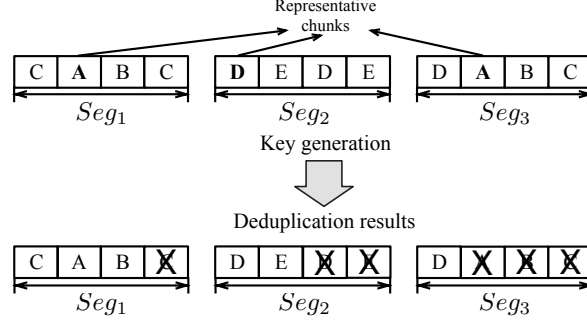 Representative
chunks
C A B C D E D E D A B C
Seg1 Seg2 Seg3
Key generation
Deduplication results
C A B C D E D D A B C
Seg1 Seg2 Seg3